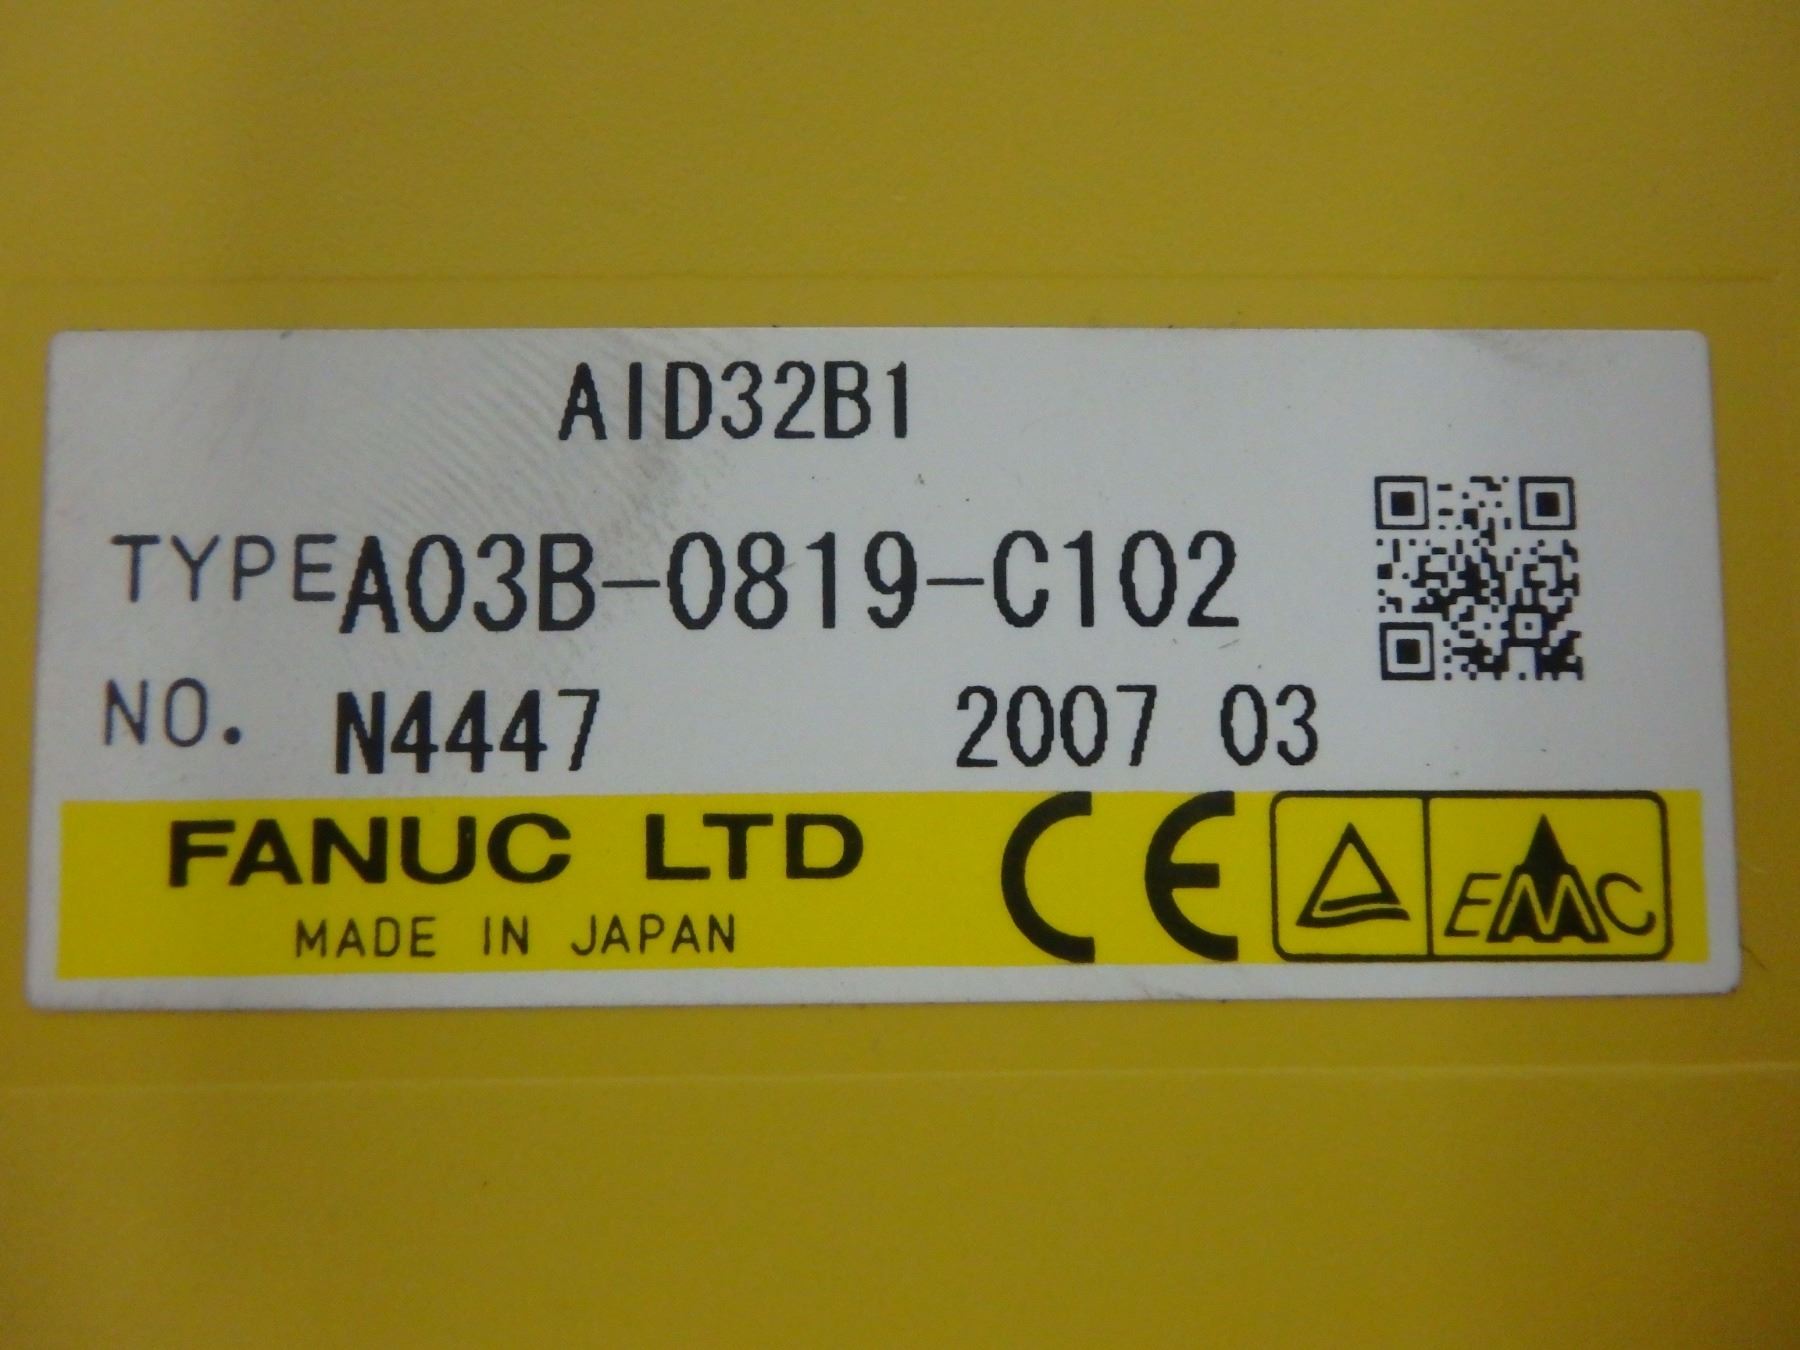 AID32B1
TYPE A03B-0819-C102
NO. N4447 2007 03
FANUC LTD CE EMC
MADE IN JAPAN